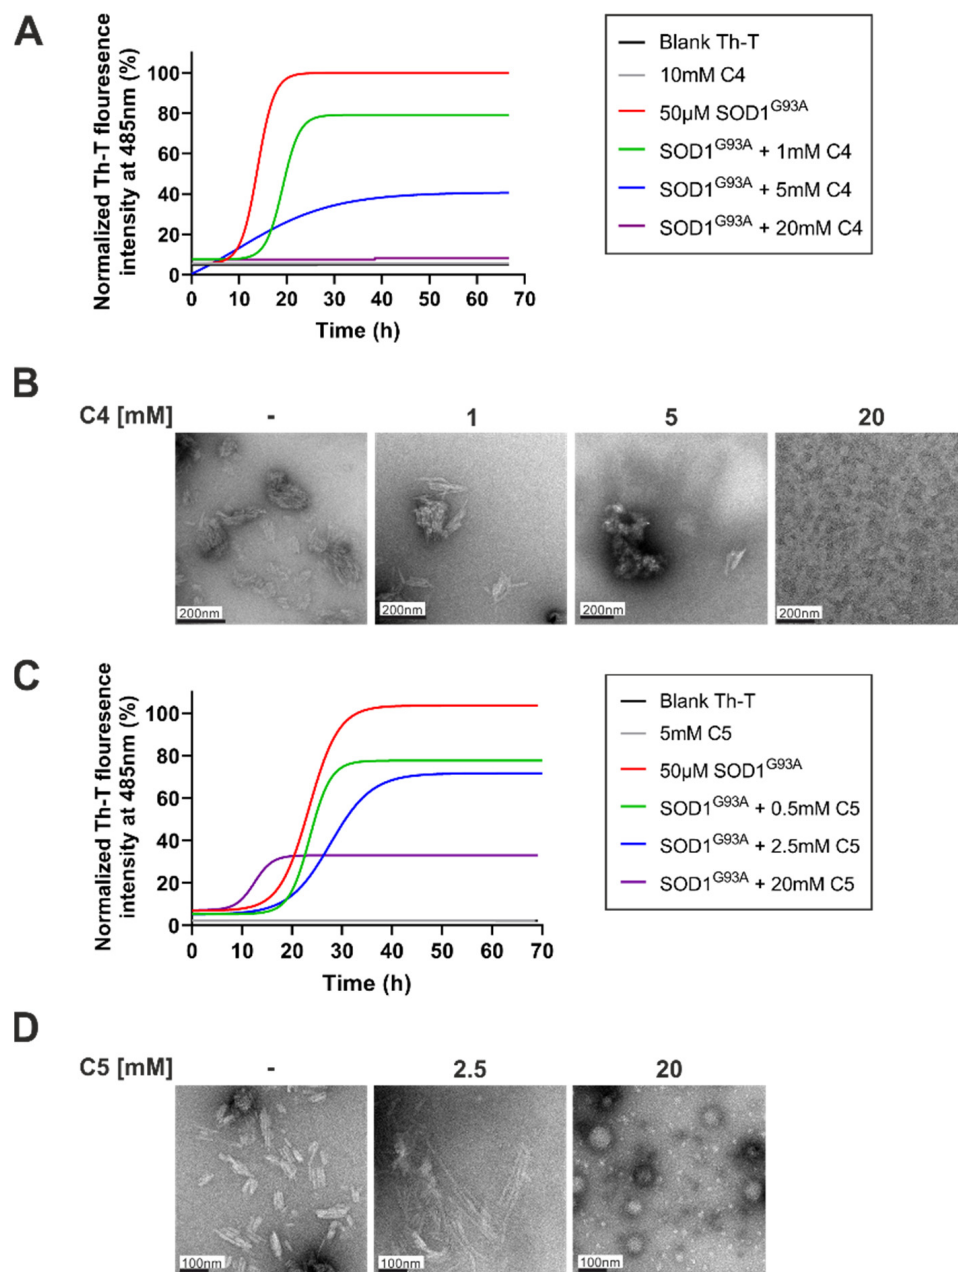 A
Normalized Th-T flouresence
intensity at 485nm (%)
100
80
60
40
20
0
0 10 20 30 40 50 60 70
Time (h)
Blank Th-T
10mM C4
50µM SOD1G93A
SOD1G93A + 1mM C4
SOD1G93A + 5mM C4
SOD1G93A + 20mM C4
B
C4 [mM] - 1 5 20
200nm 200nm 200nm 200nm
C
Normalized Th-T flouresence
intensity at 485nm (%)
100
80
60
40
20
0
0 10 20 30 40 50 60 70
Time (h)
Blank Th-T
5mM C5
50µM SOD1G93A
SOD1G93A + 0.5mM C5
SOD1G93A + 2.5mM C5
SOD1G93A + 20mM C5
D
C5 [mM] - 2.5 20
100nm 100nm 100nm